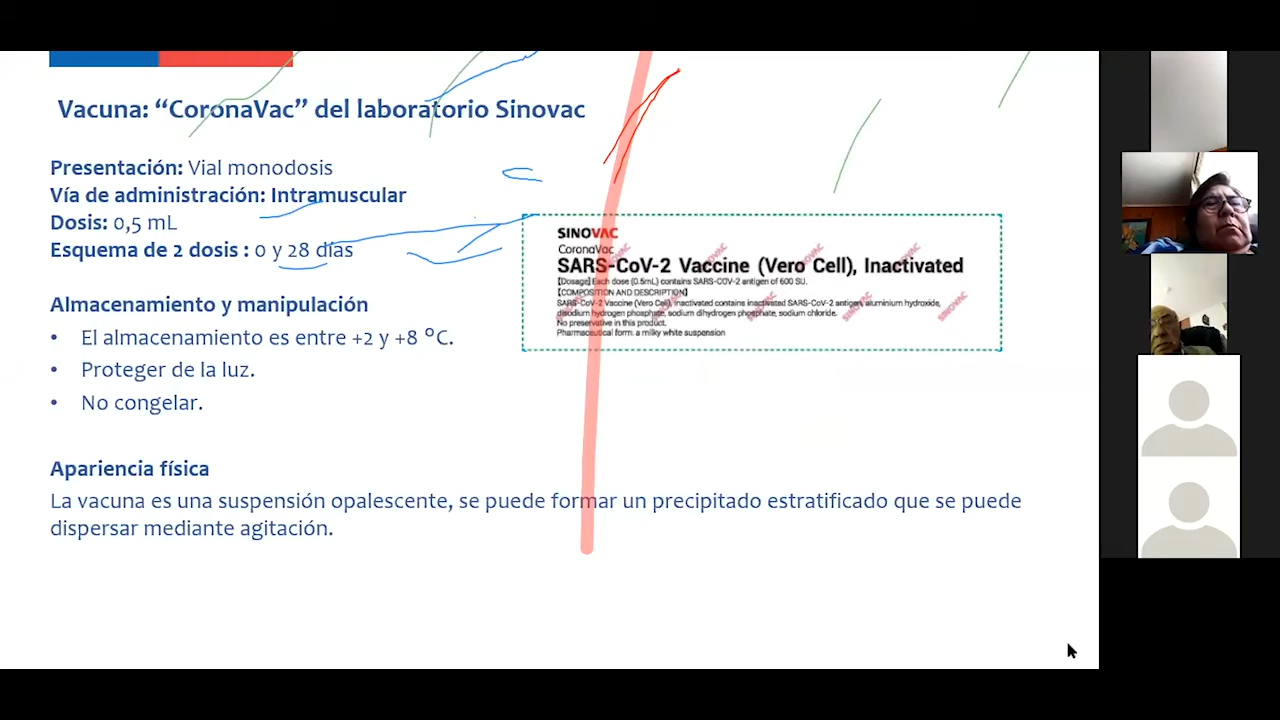 Vacuna: “CoronaVac” del laboratorio Sinovac
Presentación: Vial monodosis
Vía de administración: Intramuscular
Dosis: 0,5 mL
Esquema de 2 dosis : 0 y 28 días
SINOVAC
CoronaVac
SARS-CoV-2 Vaccine (Vero Cell), Inactivated
【Dosage】Each dose (0.5mL) contains SARS-COV-2 antigen of 600 SU.
【COMPOSITION AND DESCRIPTION】
SARS-CoV-2 Vaccine (Vero Cell), Inactivated contains inactivated SARS-CoV-2 antigen, aluminium hydroxide,
disodium hydrogen phosphate, sodium dihydrogen phosphate, sodium chloride.
No preservative in this product.
Pharmaceutical form: a milky white suspension
Almacenamiento y manipulación
• El almacenamiento es entre +2 y +8 °C.
• Proteger de la luz.
• No congelar.
Apariencia física
La vacuna es una suspensión opalescente, se puede formar un precipitado estratificado que se puede
dispersar mediante agitación.